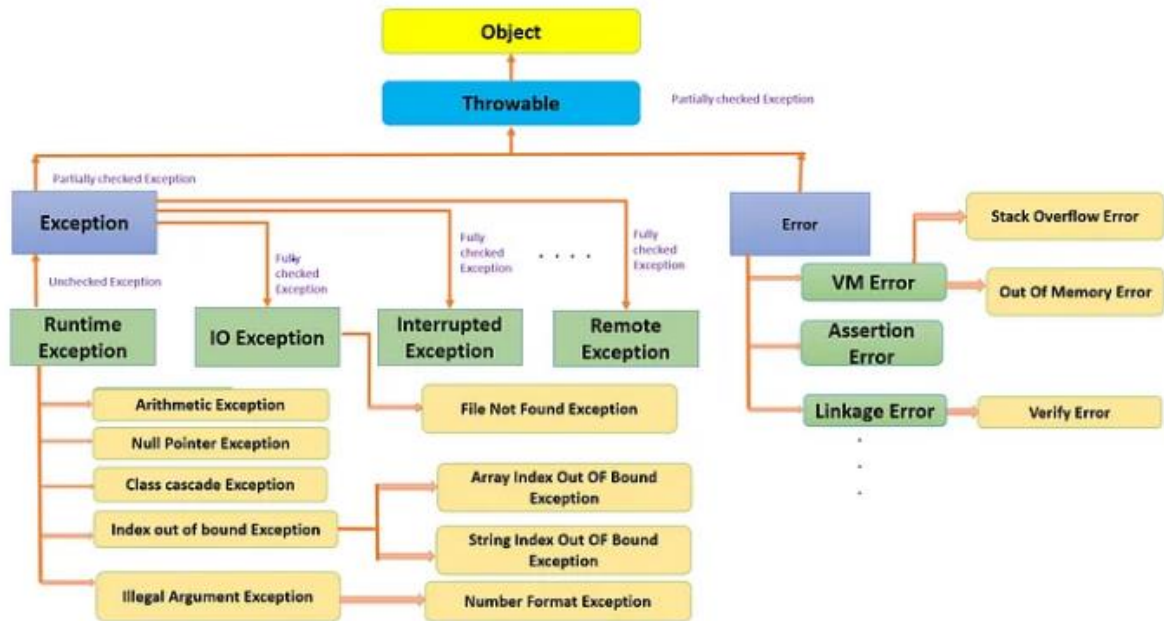 Object
Throwable
Partially checked Exception
Partially checked Exception
Exception
Error
Stack Overflow Error
Fully
checked
Exception
Fully
checked
Exception
. . . .
Fully
checked
Exception
Unchecked Exception
VM Error
Out Of Memory Error
Runtime
Exception
IO Exception
Interrupted
Exception
Remote
Exception
Assertion
Error
Arithmetic Exception
File Not Found Exception
Linkage Error
Verify Error
Null Pointer Exception
.
.
.
Class cascade Exception
Array Index Out OF Bound
Exception
Index out of bound Exception
String Index Out OF Bound
Exception
Illegal Argument Exception
Number Format Exception